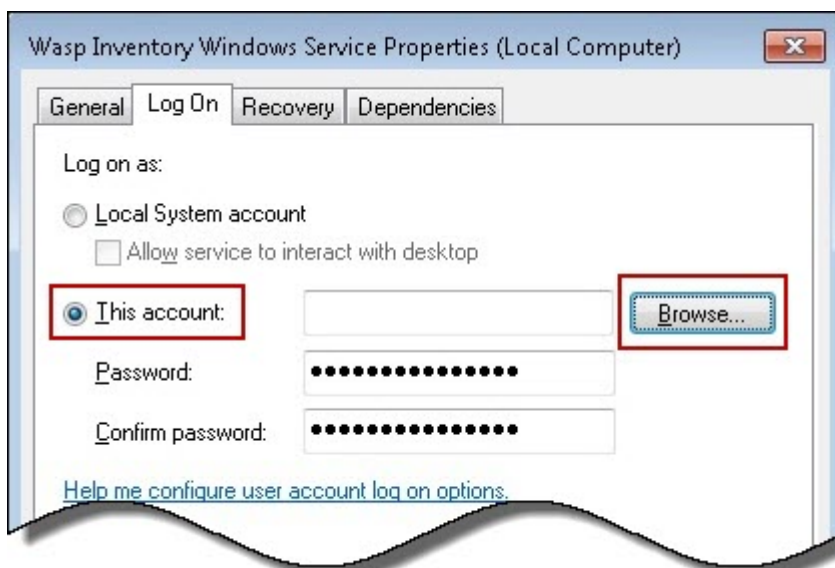 Wasp Inventory Windows Service Properties (Local Computer)
General Log On Recovery Dependencies
Log on as:
Local System account
Allow service to interact with desktop
This account: Browse...
Password: ●●●●●●●●●●●●●●●
Confirm password: ●●●●●●●●●●●●●●●
Help me configure user account log on options.